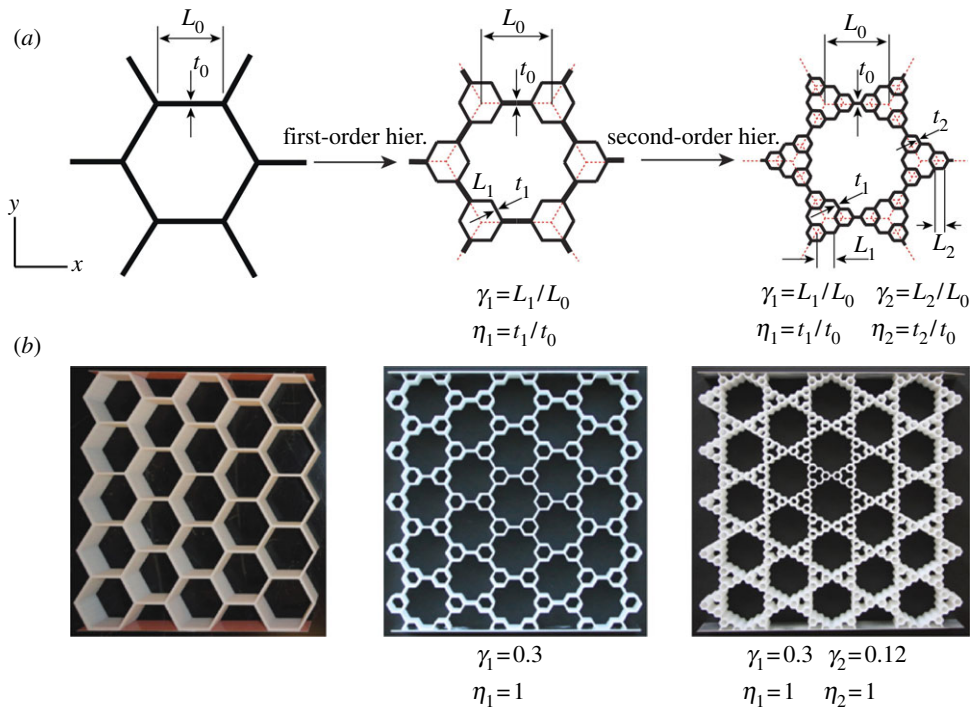 (a)
L₀
t₀
y
x
first-order hier.
L₀
t₀
L₁
t₁
γ₁=L₁/L₀
η₁=t₁/t₀
second-order hier.
L₀
t₀
t₂
t₁
L₁
L₂
γ₁=L₁/L₀ γ₂=L₂/L₀
η₁=t₁/t₀ η₂=t₂/t₀
(b)
γ₁=0.3
η₁=1
γ₁=0.3 γ₂=0.12
η₁=1 η₂=1